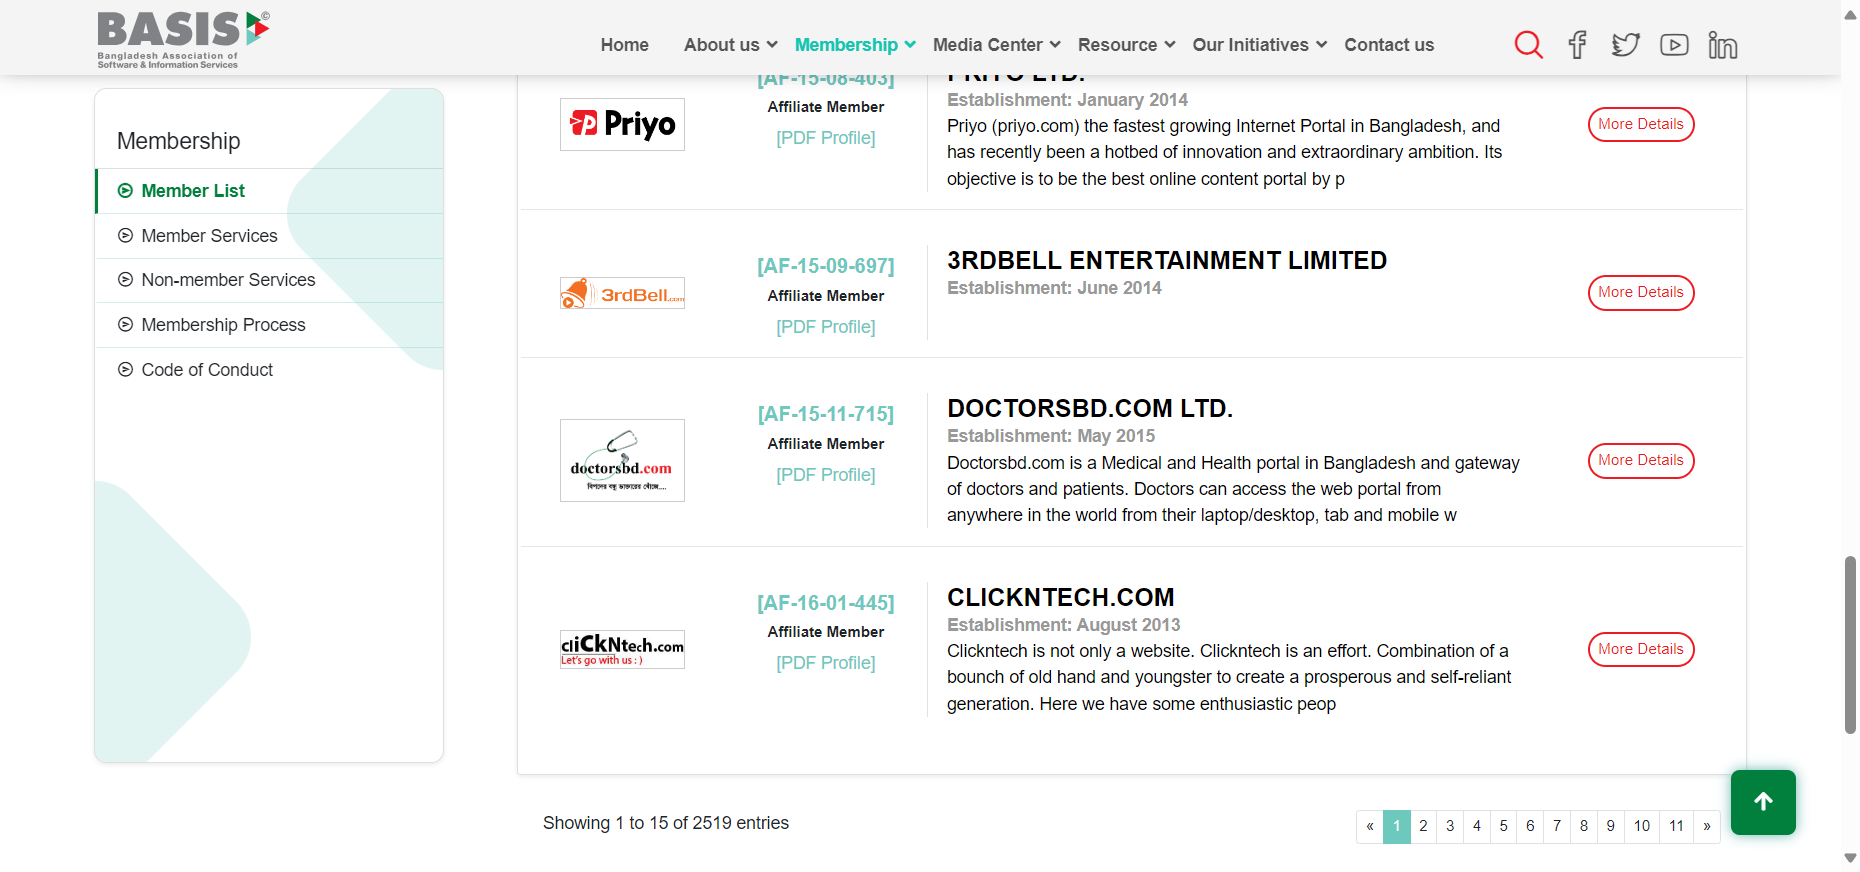 BASIS ©
Bangladesh Association of
Software & Information Services
Home About us Membership Media Center Resource Our Initiatives Contact us
Membership
Member List
Member Services
Non-member Services
Membership Process
Code of Conduct
Priyo
[AF-15-08-403]
Affiliate Member
[PDF Profile]
PRIYO LTD.
Establishment: January 2014
Priyo (priyo.com) the fastest growing Internet Portal in Bangladesh, and
has recently been a hotbed of innovation and extraordinary ambition. Its
objective is to be the best online content portal by p
More Details
3rdBell.com
[AF-15-09-697]
Affiliate Member
[PDF Profile]
3RDBELL ENTERTAINMENT LIMITED
Establishment: June 2014
More Details
doctorsbd.com
বিপদের বন্ধু ডাক্তারের খোঁজে....
[AF-15-11-715]
Affiliate Member
[PDF Profile]
DOCTORSBD.COM LTD.
Establishment: May 2015
Doctorsbd.com is a Medical and Health portal in Bangladesh and gateway
of doctors and patients. Doctors can access the web portal from
anywhere in the world from their laptop/desktop, tab and mobile w
More Details
cliCKNtech.com
Let's go with us : )
[AF-16-01-445]
Affiliate Member
[PDF Profile]
CLICKNTECH.COM
Establishment: August 2013
Clickntech is not only a website. Clickntech is an effort. Combination of a
bounch of old hand and youngster to create a prosperous and self-reliant
generation. Here we have some enthusiastic peop
More Details
Showing 1 to 15 of 2519 entries
« 1 2 3 4 5 6 7 8 9 10 11 »